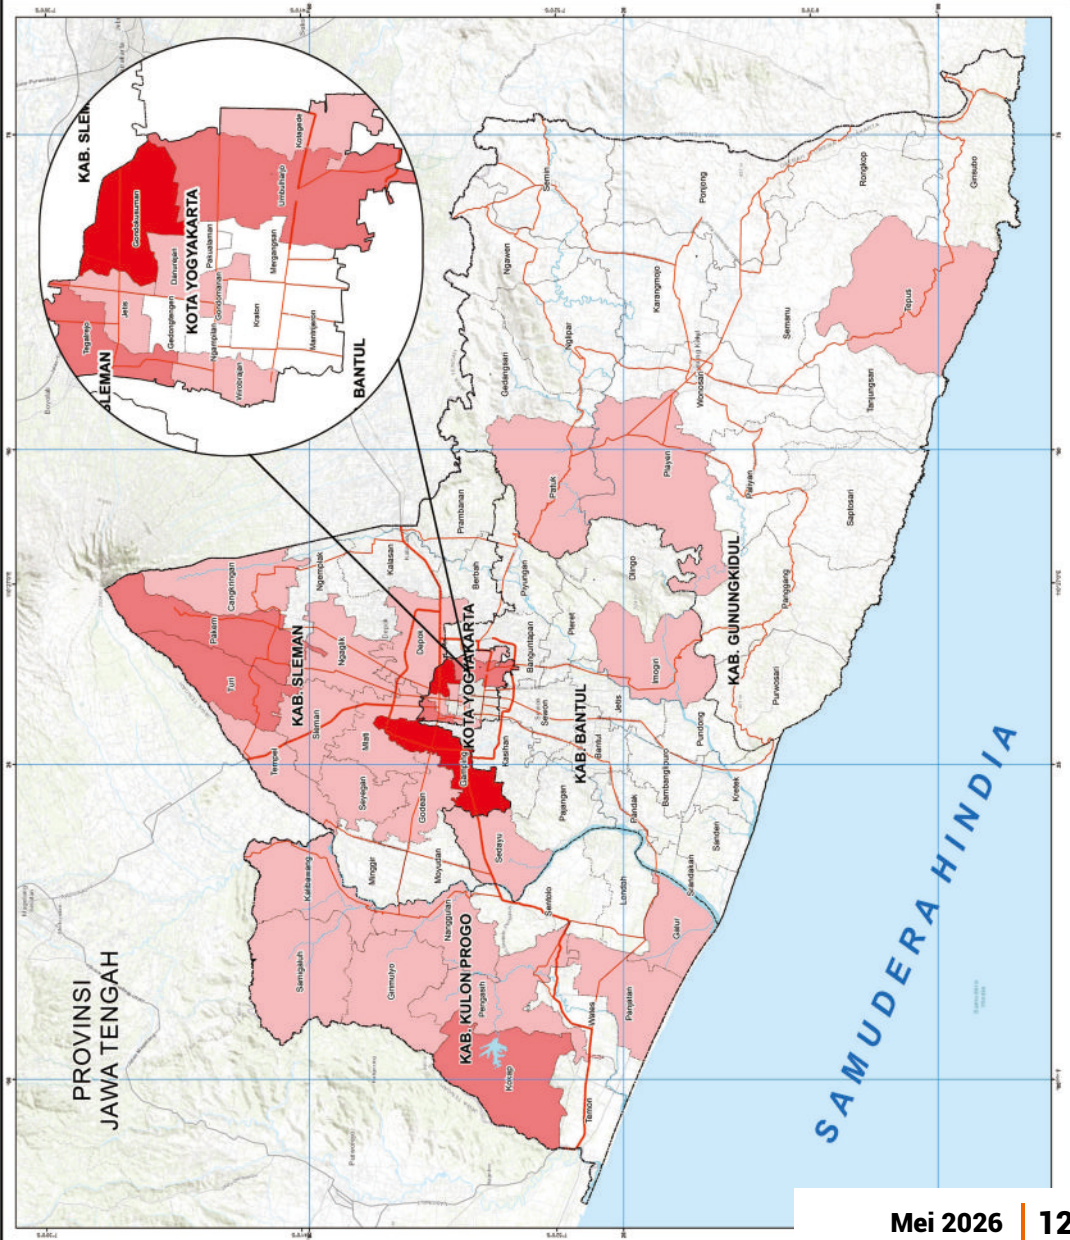 PROVINSI
JAWA TENGAH
KAB. SLEM
KOTA YOGYAKARTA
SLEMAN
BANTUL
Gondokusuman
Kotagede
Umbulharjo
Tegalrejo
Jetis
Danurejan
Pakualaman
Gedongtengen
Gondomanan
Mergangsan
Ngampilan
Kraton
Wirobrajan
Mantrijeron
KAB. SLEMAN
Cangkringan
Pakem
Turi
Tempel
Sleman
Ngemplak
Ngaglik
Kalasan
Depok
Depok
Mlati
Seyegan
Godean
Gamping
Minggir
Moyudan
Prambanan
Berbah
KOTA YOGYAKARTA
KAB. BANTUL
Piyungan
Banguntapan
Pleret
Dlingo
Imogiri
Kasihan
Sewon
Jetis
Bantul
Pajangan
Sedayu
Pandak
Bambanglipuro
Pundong
Kretek
Sanden
Srandakan
KAB. KULON PROGO
Kalibawang
Samigaluh
Girimulyo
Nanggulan
Pengasih
Kokap
Sentolo
Lendah
Galur
Panjatan
Wates
Temon
KAB. GUNUNGKIDUL
Semin
Ngawen
Gedangsari
Nglipar
Patuk
Playen
Karangmojo
Ponjong
Wonosari
Semanu
Rongkop
Girisubo
Tepus
Tanjungsari
Paliyan
Saptosari
Panggang
Purwosari
SAMUDERA HINDIA
Mei 2026
12